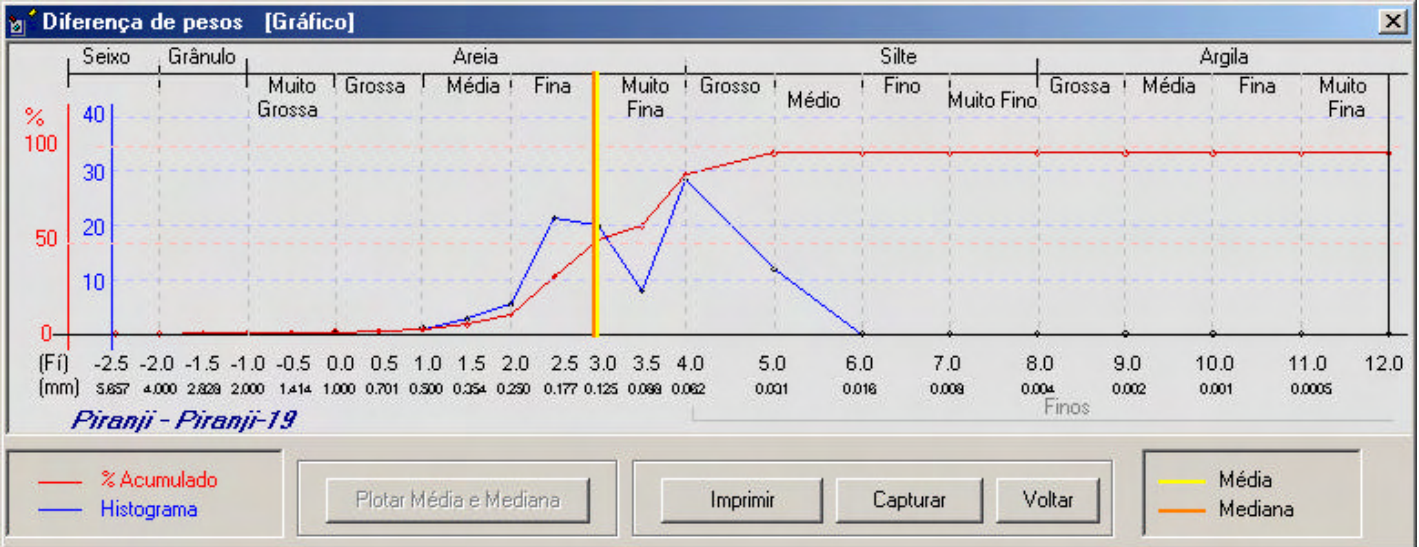 Diferença de pesos [Gráfico]
Seixo Grânulo Areia Silte Argila
Muito Grossa Grossa Média Fina Muito Fina Grosso Médio Fino Muito Fino Grossa Média Fina Muito Fina
% 40
100
30
20
50
10
0
(Fi) -2.5 -2.0 -1.5 -1.0 -0.5 0.0 0.5 1.0 1.5 2.0 2.5 3.0 3.5 4.0 5.0 6.0 7.0 8.0 9.0 10.0 11.0 12.0
(mm) 5.657 4.000 2.828 2.000 1.414 1.000 0.701 0.500 0.354 0.250 0.177 0.125 0.088 0.062 0.031 0.016 0.008 0.004 0.002 0.001 0.0005
Finos
Piranji - Piranji-19
% Acumulado
Histograma
Plotar Média e Mediana
Imprimir Capturar Voltar
Média
Mediana